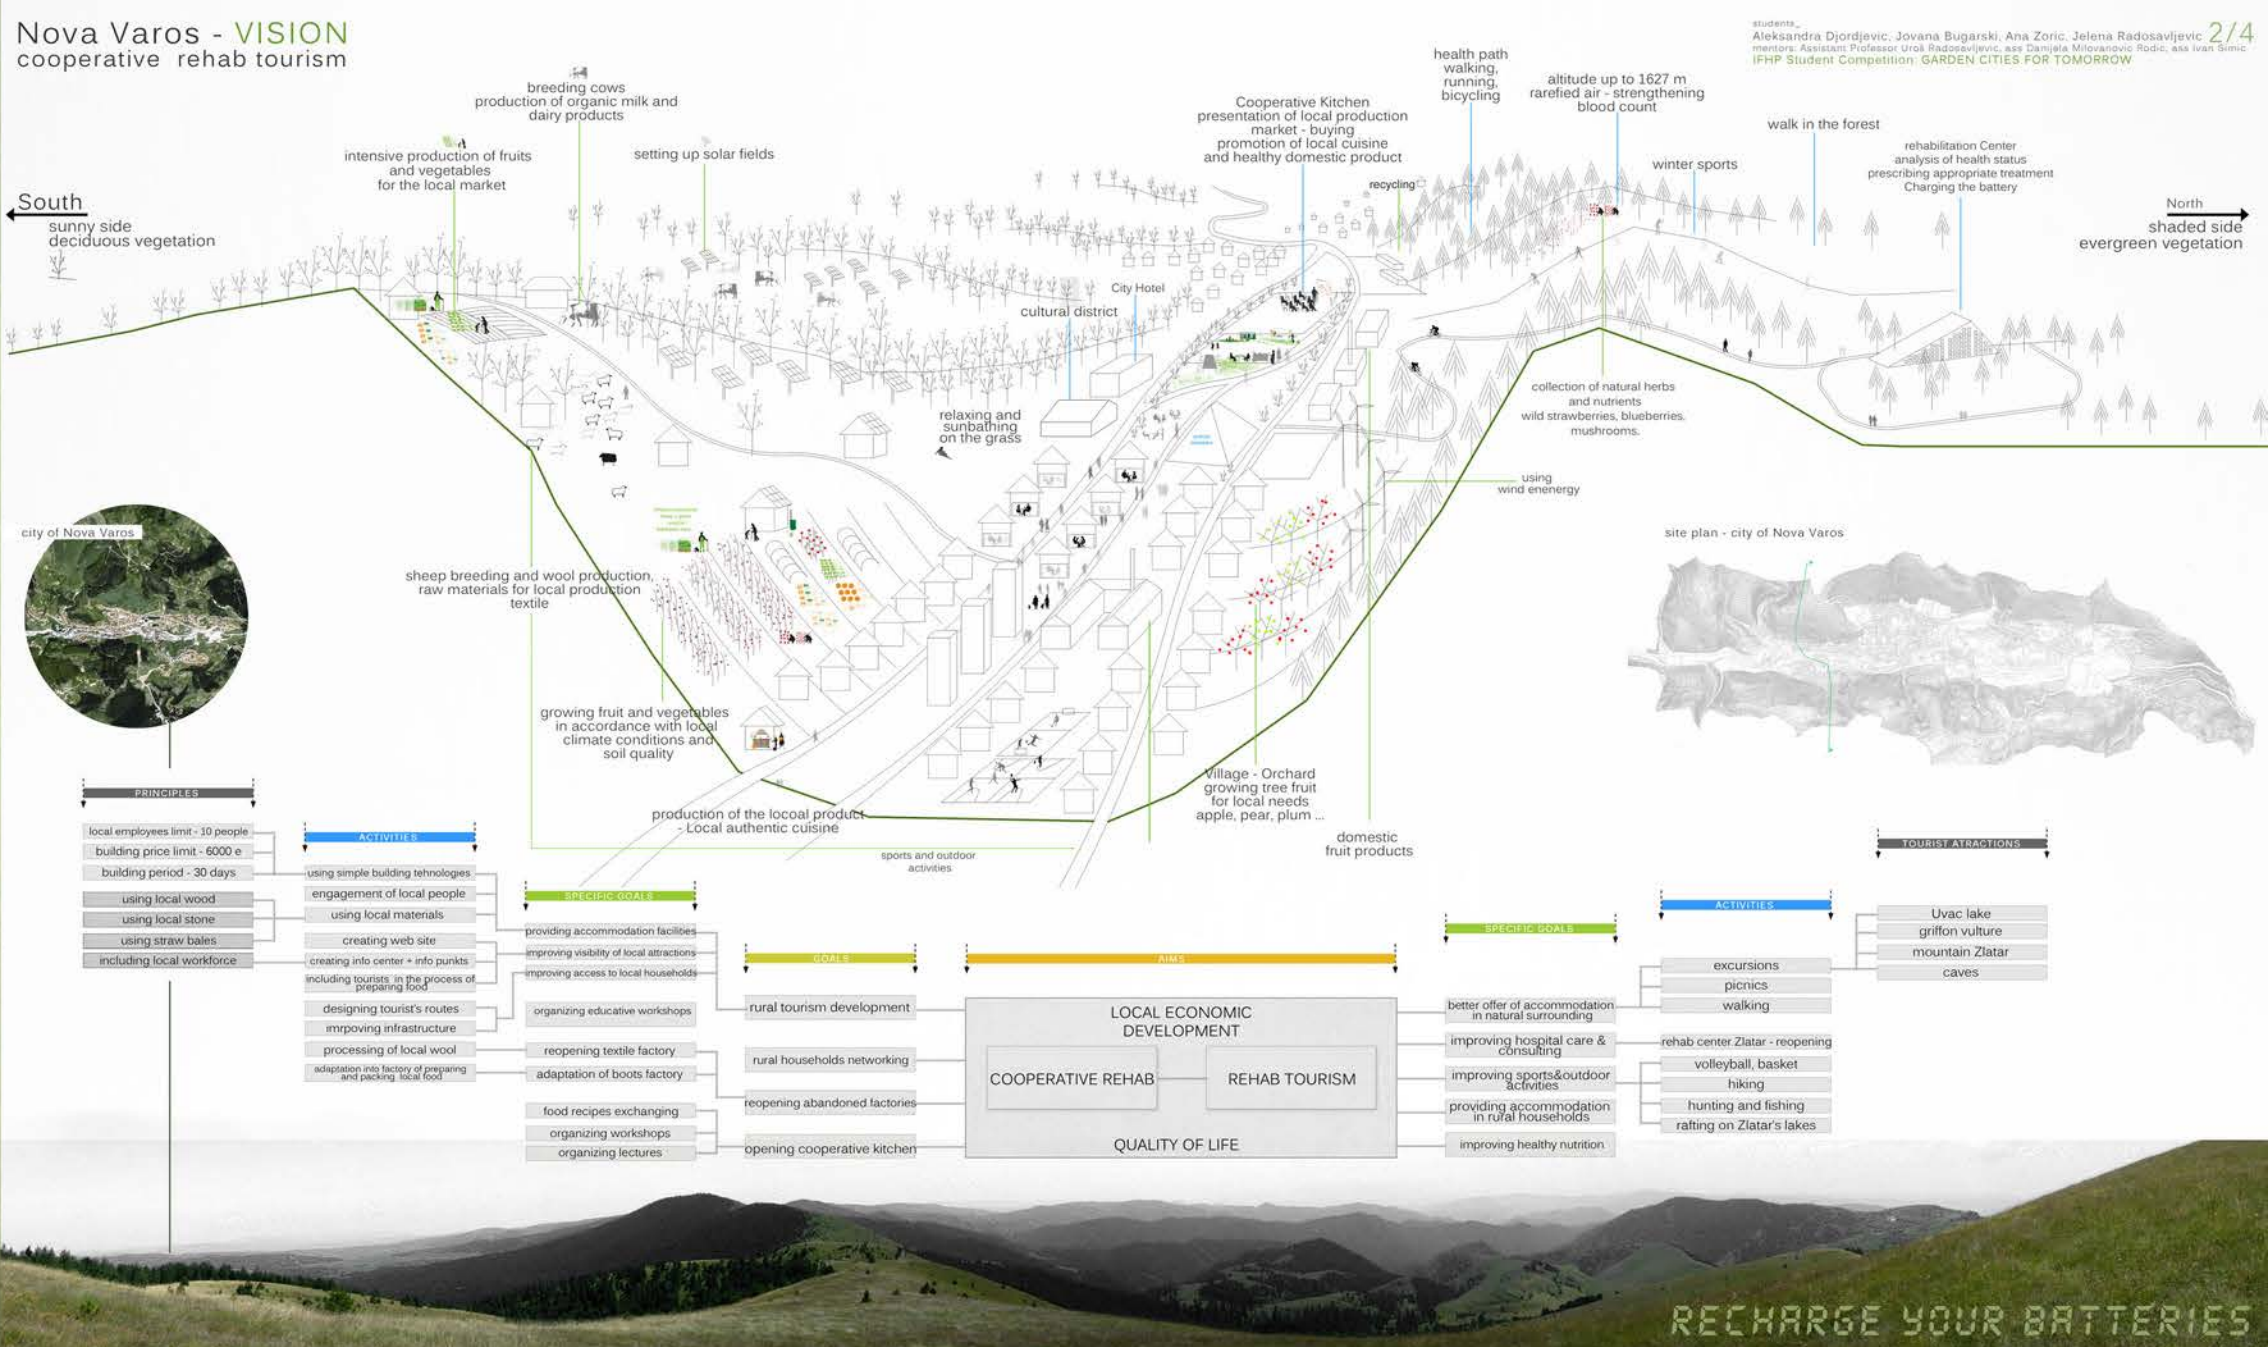 Nova Varos - VISION
cooperative rehab tourism
students_
Aleksandra Djordjevic, Jovana Bugarski, Ana Zoric, Jelena Radosavljevic
mentors: Assistant Professor Uroš Radosavljevic, ass Danijela Milovanovic Rodic, ass Ivan Simic
IFHP Student Competition: GARDEN CITIES FOR TOMORROW
2/4
South
sunny side
deciduous vegetation
intensive production of fruits
and vegetables
for the local market
breeding cows
production of organic milk and
dairy products
setting up solar fields
Cooperative Kitchen
presentation of local production
market - buying
promotion of local cuisine
and healthy domestic product
recycling
health path
walking,
running,
bicycling
altitude up to 1627 m
rarefied air - strengthening
blood count
winter sports
walk in the forest
rehabilitation Center
analysis of health status
prescribing appropriate treatment
Charging the battery
North
shaded side
evergreen vegetation
City Hotel
cultural district
relaxing and
sunbathing
on the grass
collection of natural herbs
and nutrients
wild strawberries, blueberries.
mushrooms.
using
wind enenergy
city of Nova Varos
site plan - city of Nova Varos
sheep breeding and wool production,
raw materials for local production
textile
growing fruit and vegetables
in accordance with local
climate conditions and
soil quality
production of the locoal product
- Local authentic cuisine
sports and outdoor
activities
Village - Orchard
growing tree fruit
for local needs
apple, pear, plum ...
domestic
fruit products
PRINCIPLES
local employees limit - 10 people
building price limit - 6000 e
building period - 30 days
using local wood
using local stone
using straw bales
including local workforce
ACTIVITIES
using simple building tehnologies
engagement of local people
using local materials
creating web site
creating info center + info punkts
including tourists in the process of
preparing food
designing tourist's routes
imrpoving infrastructure
processing of local wool
adaptation into factory of preparing
and packing local food
SPECIFIC GOALS
providing accommodation facilities
improving visibility of local attractions
improving access to local households
organizing educative workshops
reopening textile factory
adaptation of boots factory
food recipes exchanging
organizing workshops
organizing lectures
GOALS
rural tourism development
rural households networking
reopening abandoned factories
opening cooperative kitchen
AIMS
LOCAL ECONOMIC
DEVELOPMENT
COOPERATIVE REHAB
REHAB TOURISM
QUALITY OF LIFE
SPECIFIC GOALS
better offer of accommodation
in natural surrounding
improving hospital care &
consulting
improving sports&outdoor
activities
providing accommodation
in rural households
improving healthy nutrition
ACTIVITIES
excursions
picnics
walking
rehab center Zlatar - reopening
volleyball, basket
hiking
hunting and fishing
rafting on Zlatar's lakes
TOURIST ATRACTIONS
Uvac lake
griffon vulture
mountain Zlatar
caves
RECHARGE YOUR BATTERIES